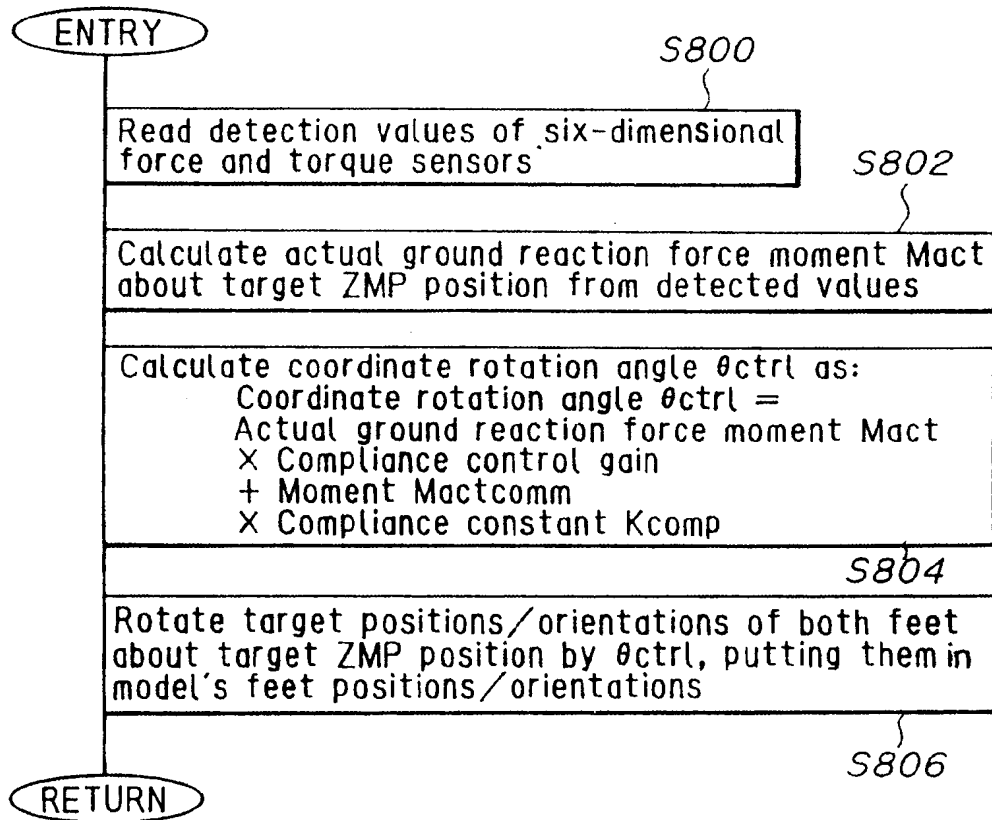 ENTRY
S800
Read detection values of six-dimensional
force and torque sensors
S802
Calculate actual ground reaction force moment Mact
about target ZMP position from detected values
Calculate coordinate rotation angle θctrl as:
Coordinate rotation angle θctrl =
Actual ground reaction force moment Mact
× Compliance control gain
+ Moment Mactcomm
× Compliance constant Kcomp
S804
Rotate target positions/orientations of both feet
about target ZMP position by θctrl, putting them in
model's feet positions/orientations
S806
RETURN